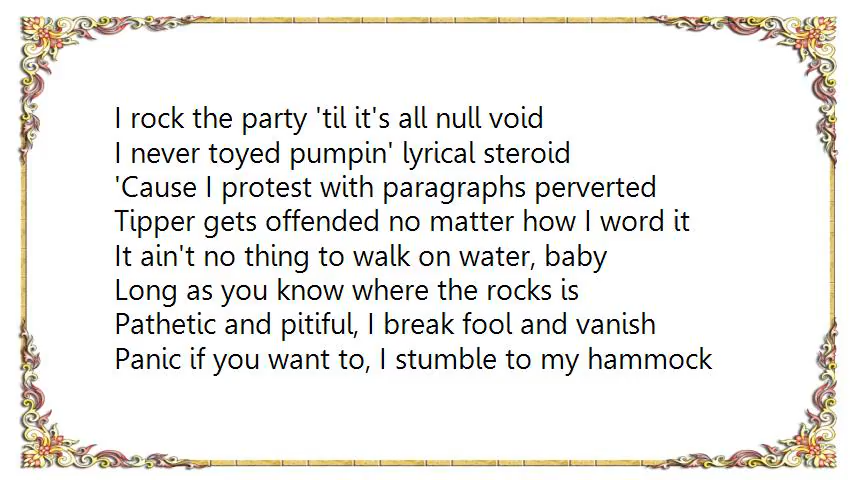 I rock the party 'til it's all null void
I never toyed pumpin' lyrical steroid
'Cause I protest with paragraphs perverted
Tipper gets offended no matter how I word it
It ain't no thing to walk on water, baby
Long as you know where the rocks is
Pathetic and pitiful, I break fool and vanish
Panic if you want to, I stumble to my hammock